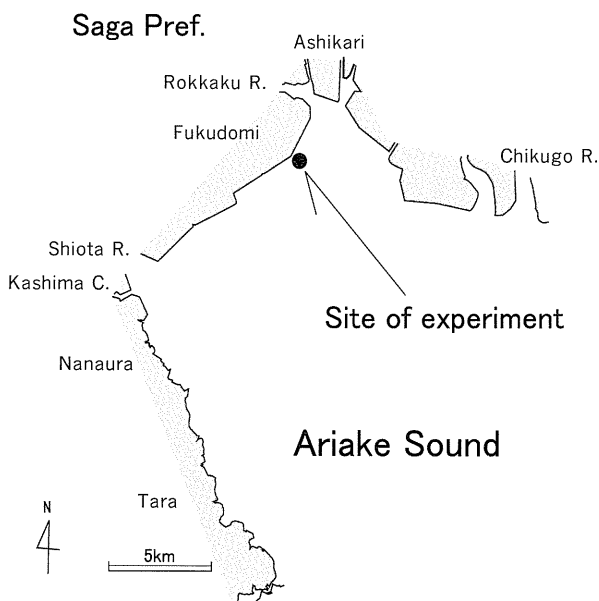 Saga Pref.
Ashikari
Rokkaku R.
Fukudomi
Chikugo R.
Shiota R.
Kashima C.
Site of experiment
Nanaura
Ariake Sound
Tara
N
5km